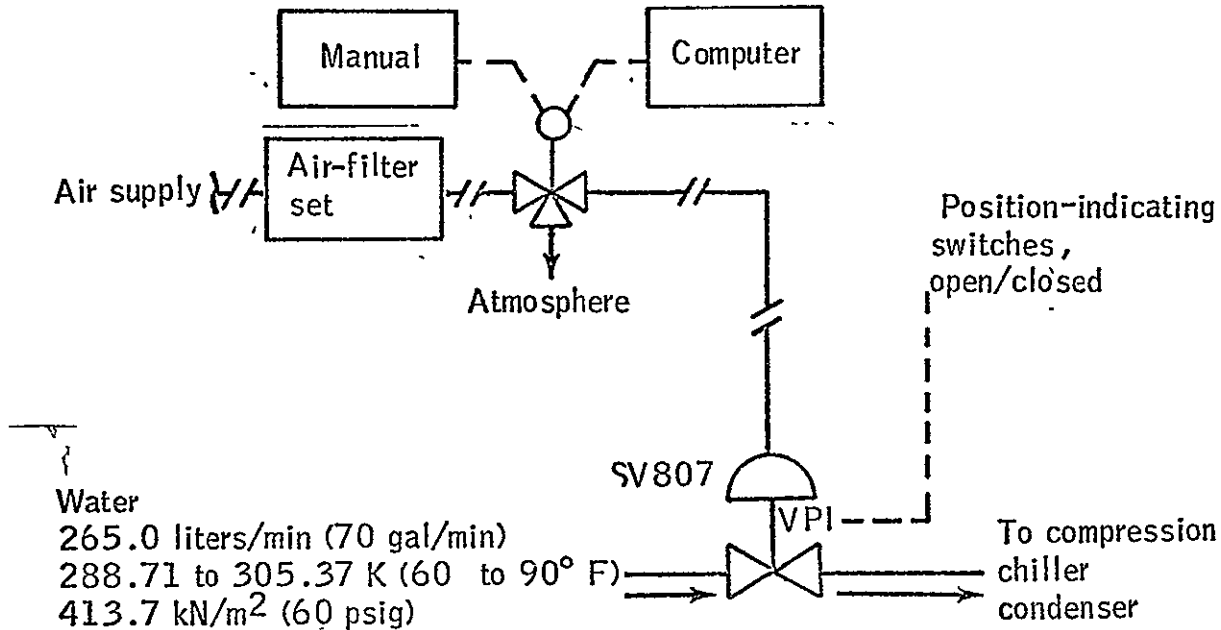 Manual
Computer
Air supply
Air-filter
set
Atmosphere
Position-indicating
switches,
open/closed
SV807
VPI
Water
265.0 liters/min (70 gal/min)
288.71 to 305.37 K (60 to 90° F)
413.7 kN/m² (60 psig)
To compression
chiller
condenser